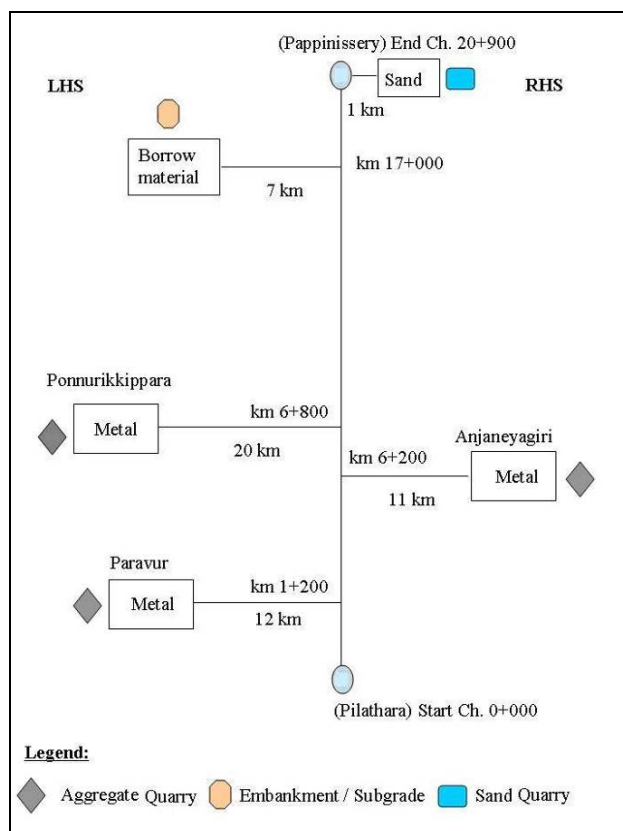 (Pappinissery) End Ch. 20+900
LHS
Sand
RHS
1 km
Borrow
material
km 17+000
7 km
Ponnurikkippara
km 6+800
Metal
20 km
Anjaneyagiri
km 6+200
Metal
11 km
Paravur
km 1+200
Metal
12 km
(Pilathara) Start Ch. 0+000
Legend:
Aggregate Quarry
Embankment / Subgrade
Sand Quarry